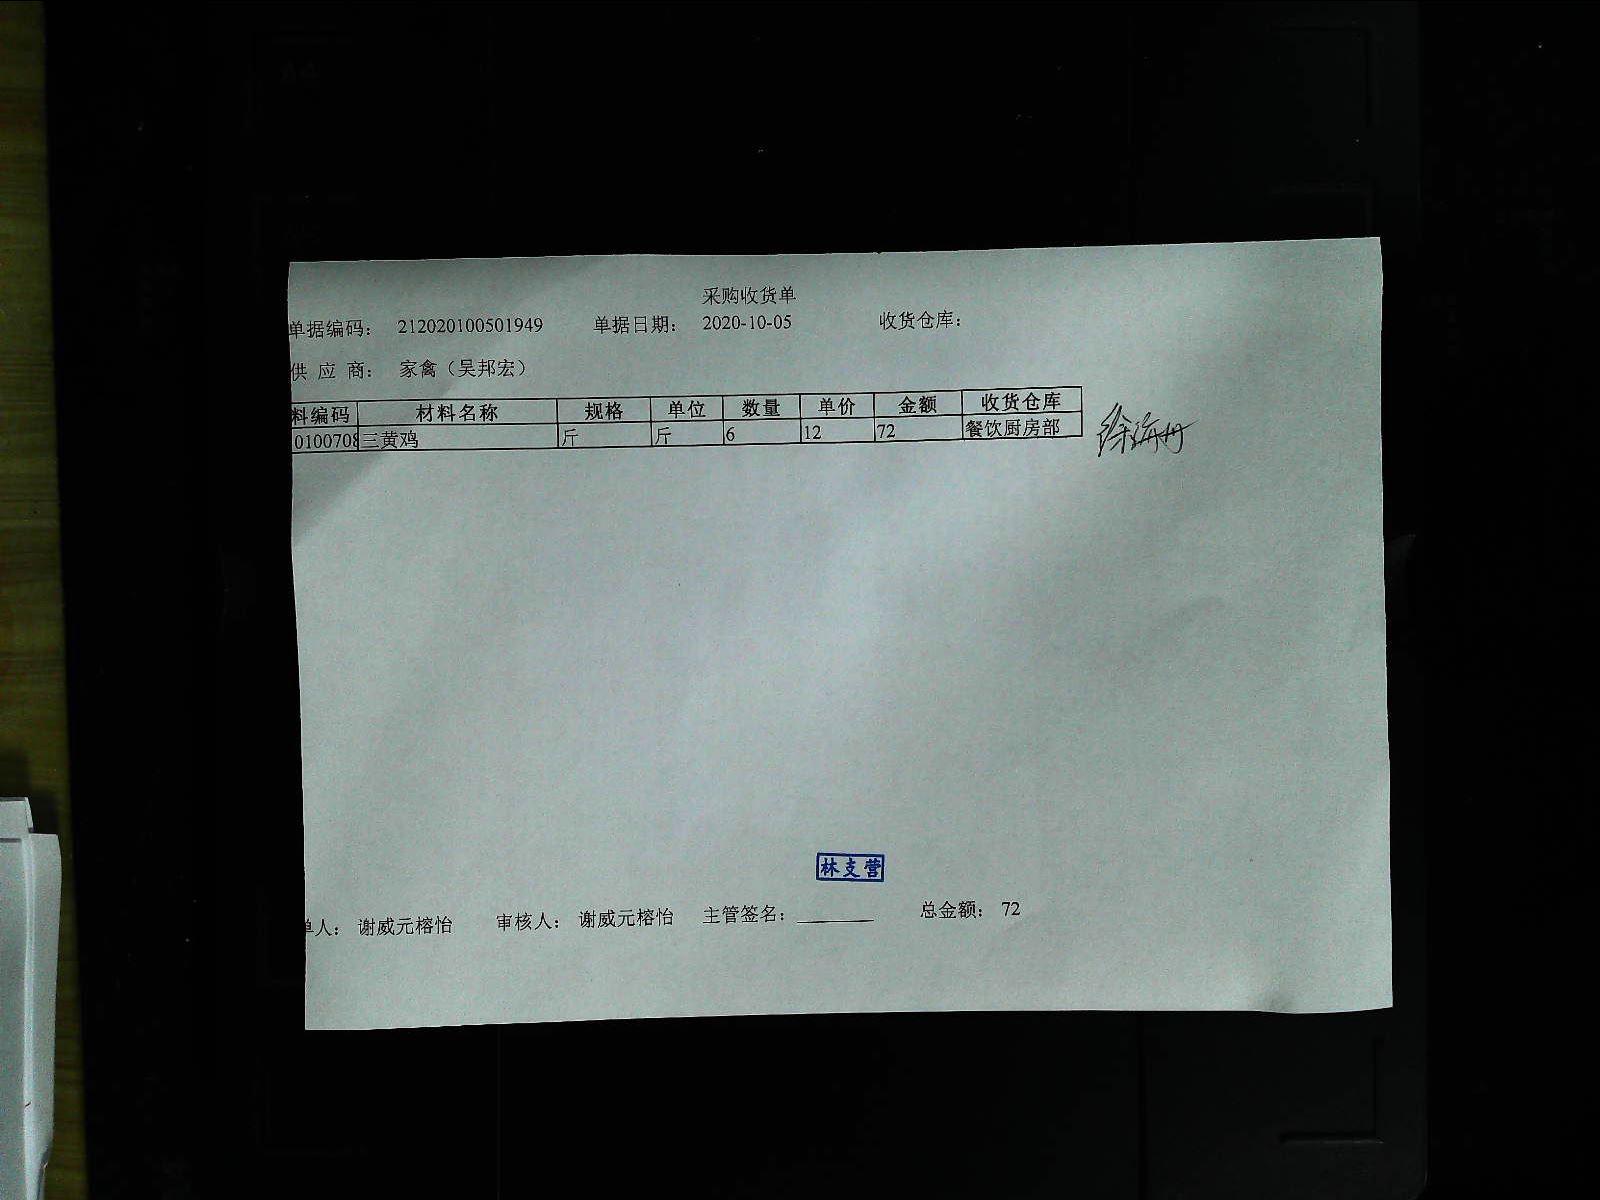 采购收货单
单据编码: 212020100501949 单据日期: 2020-10-05 收货仓库:
供 应 商: 家禽（吴邦宏）
料编码 材料名称 规格 单位 数量 单价 金额 收货仓库
0100708 三黄鸡 斤 斤 6 12 72 餐饮厨房部
林支营
单人: 谢威元榕怡 审核人: 谢威元榕怡 主管签名: ________ 总金额: 72